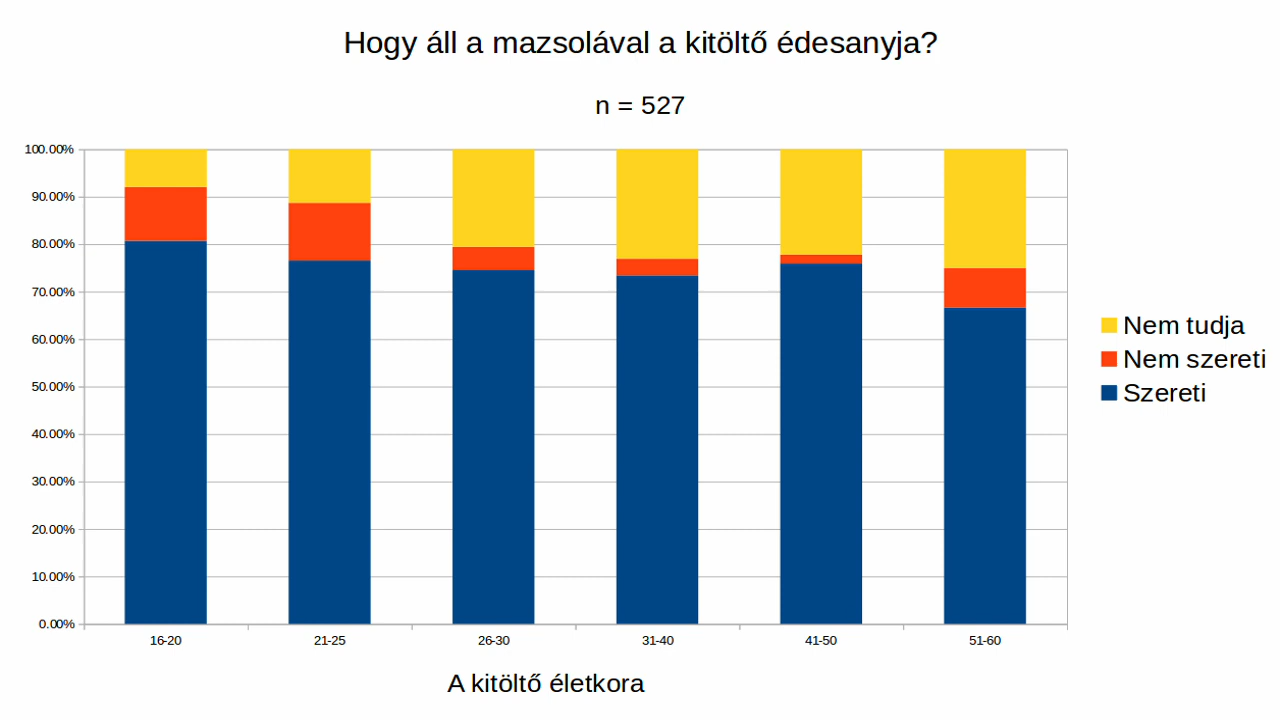 Hogy áll a mazsolával a kitöltő édesanyja?
n = 527
100.00%
90.00%
80.00%
70.00%
60.00%
50.00%
40.00%
30.00%
20.00%
10.00%
0.00%
16-20
21-25
26-30
31-40
41-50
51-60
A kitöltő életkora
Nem tudja
Nem szereti
Szereti